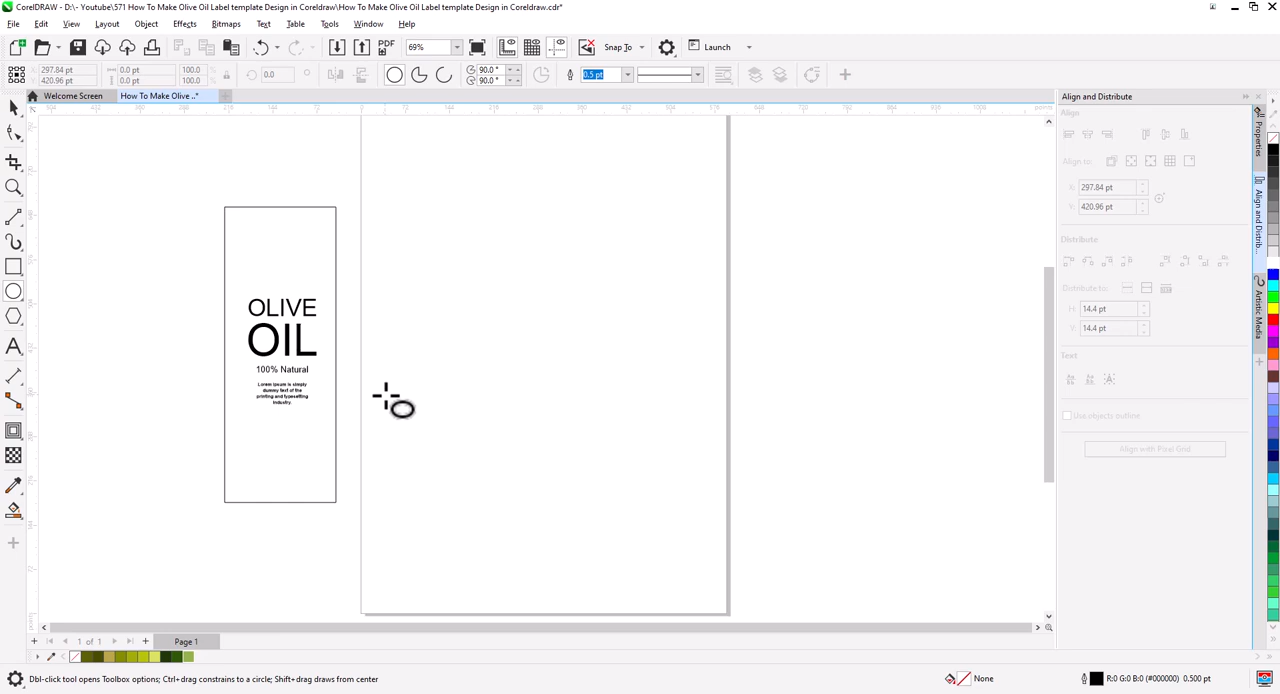 CorelDRAW - D:\- Youtube\571 How To Make Olive Oil Label template Design in Coreldraw\How To Make Olive Oil Label template Design in Coreldraw.cdr*
File Edit View Layout Object Effects Bitmaps Text Table Tools Window Help
PDF 69% Snap To Launch
X: 297.84 pt 0.0 pt 100.0 % 0.0 ° 90.0 ° 0.5 pt
Y: 420.96 pt 0.0 pt 100.0 % 90.0 °
Welcome Screen How To Make Olive ..*
Align and Distribute
Properties
Align and Distrib...
Artistic Media
Align
Align to:
X: 297.84 pt
Y: 420.96 pt
Distribute
Distribute to:
H: 14.4 pt
V: 14.4 pt
Text
Use objects outline
Align with Pixel Grid
OLIVE
OIL
100% Natural
Lorem Ipsum is simply
dummy text of the
printing and typesetting
industry.
1 of 1 Page 1
Dbl-click tool opens Toolbox options; Ctrl+drag constrains to a circle; Shift+drag draws from center
None
R:0 G:0 B:0 (#000000) 0.500 pt